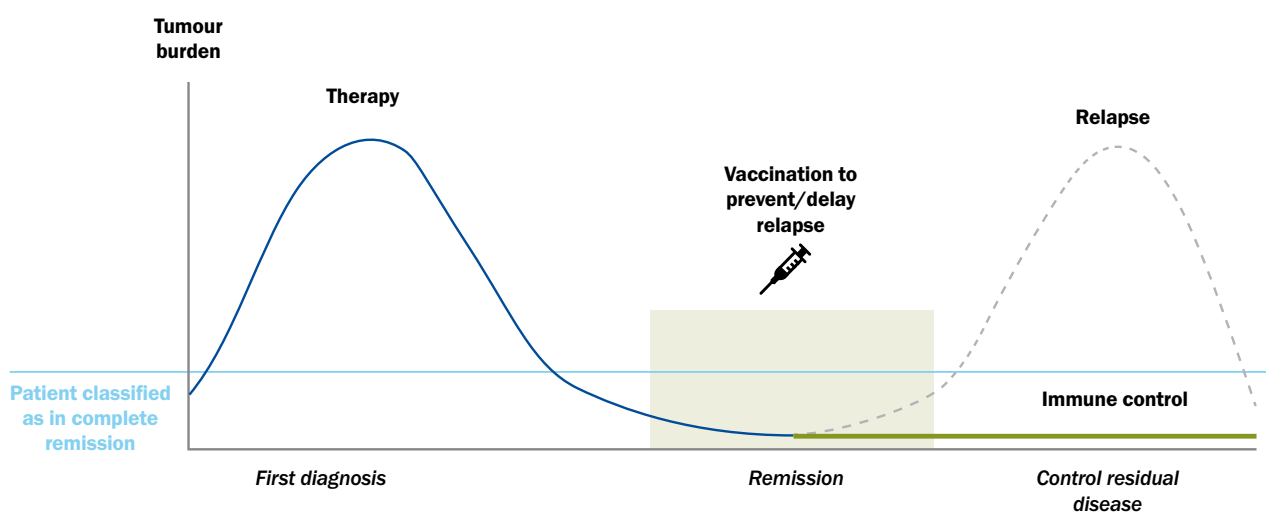 Tumour
burden
Therapy
Relapse
Vaccination to
prevent/delay
relapse
Patient classified
as in complete
remission
Immune control
First diagnosis
Remission
Control residual
disease